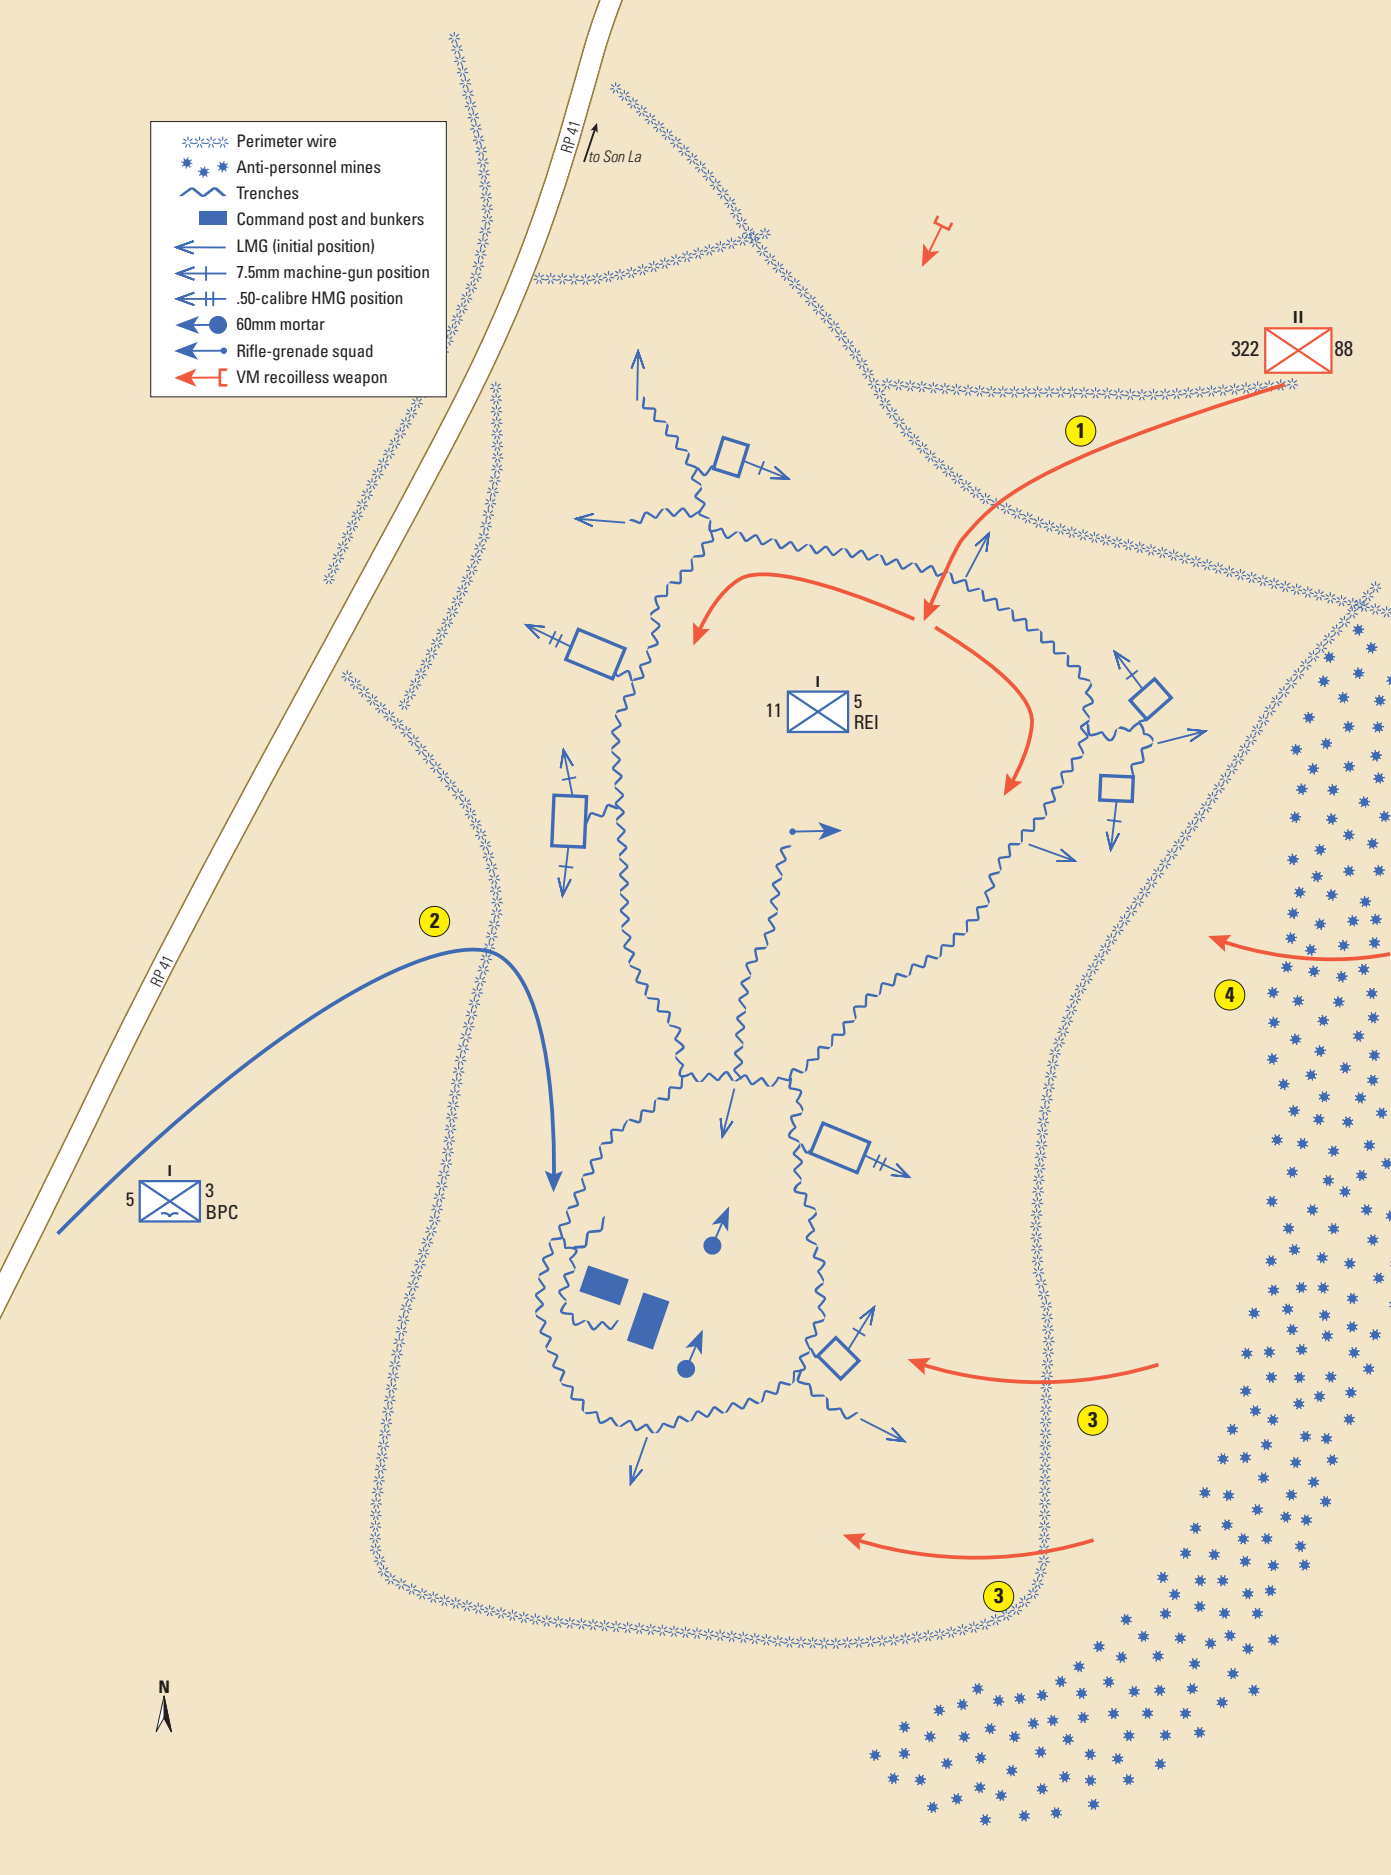 RP 41
to Son La
Perimeter wire
Anti-personnel mines
Trenches
Command post and bunkers
LMG (initial position)
7.5mm machine-gun position
.50-calibre HMG position
60mm mortar
Rifle-grenade squad
VM recoilless weapon
II
322 88
1
I
11 5
REI
2
RP 41
4
I
5 3
BPC
3
3
N